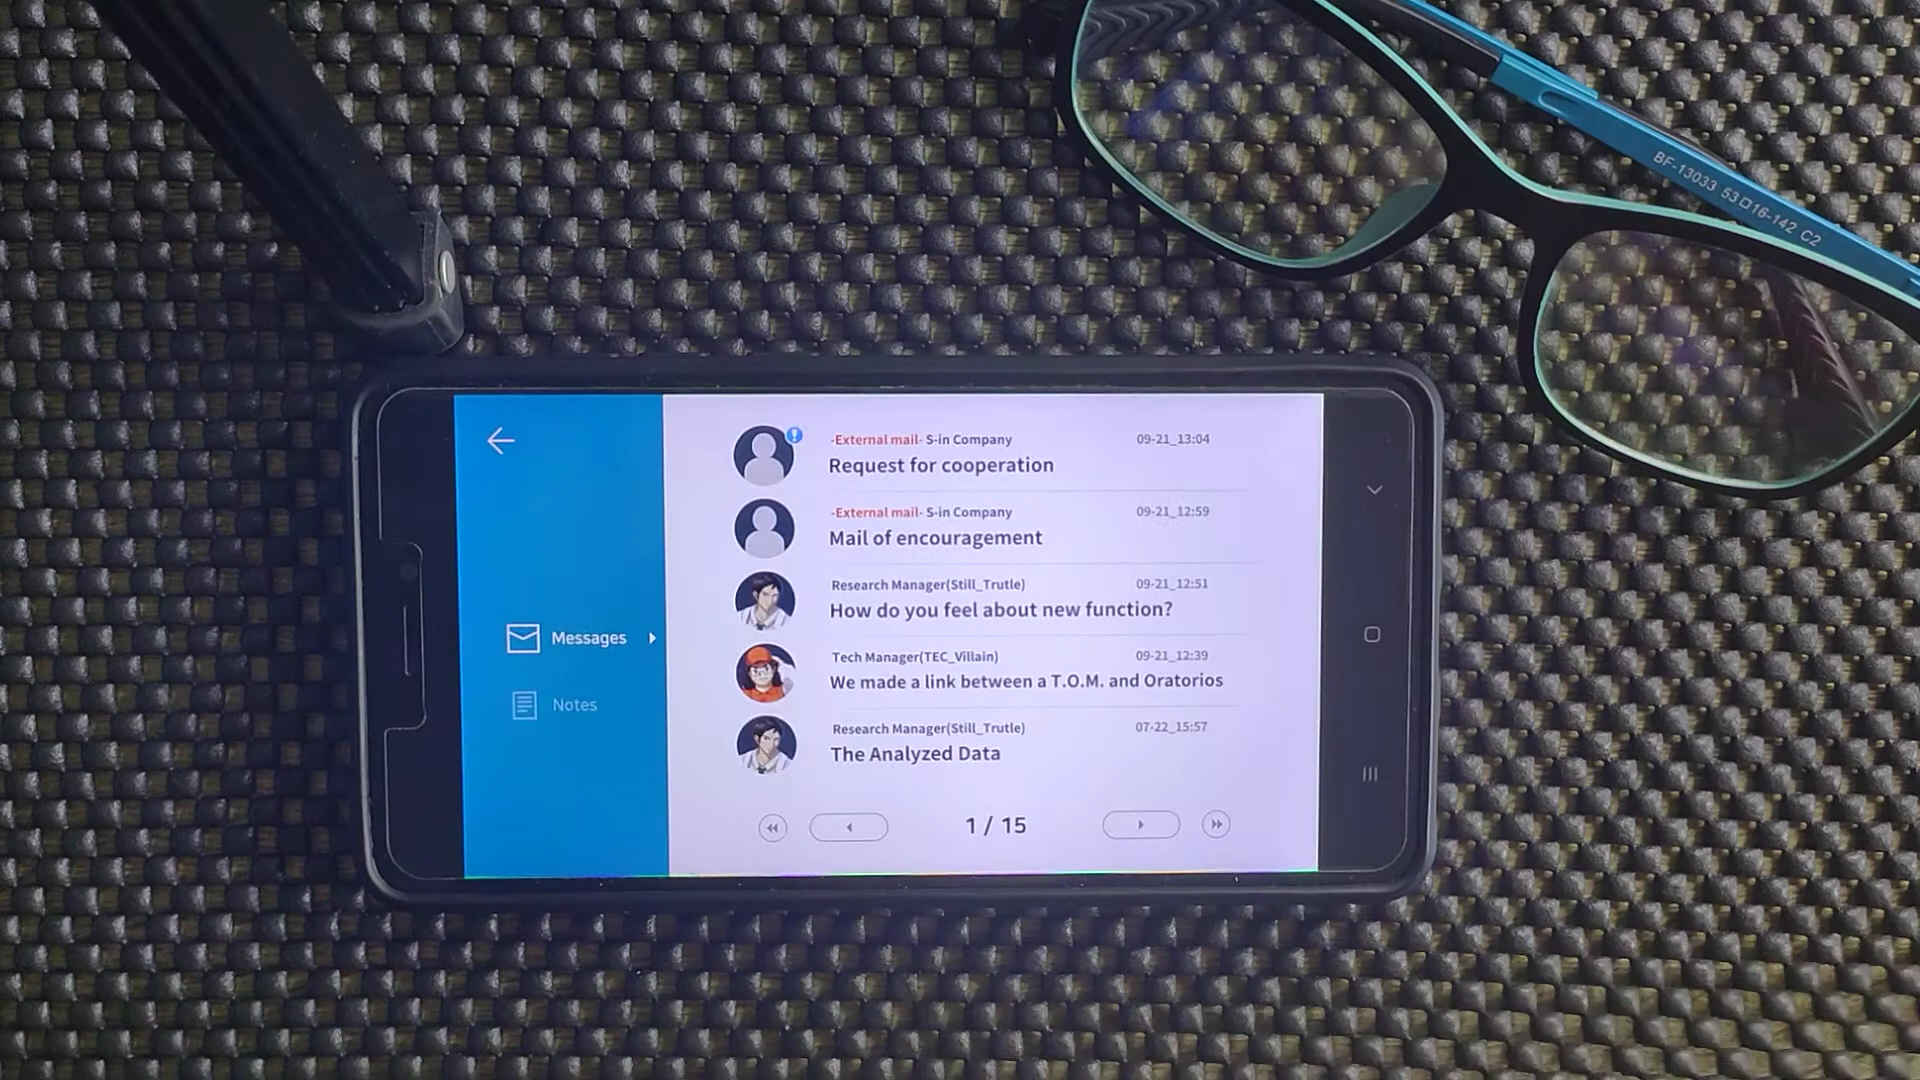 BF-13033 53□16-142 C2
-External mail- S-in Company 09-21_13:04
Request for cooperation
-External mail- S-in Company 09-21_12:59
Mail of encouragement
Research Manager(Still_Trutle) 09-21_12:51
How do you feel about new function?
Messages
Tech Manager(TEC_Villain) 09-21_12:39
We made a link between a T.O.M. and Oratorios
Notes
Research Manager(Still_Trutle) 07-22_15:57
The Analyzed Data
1 / 15